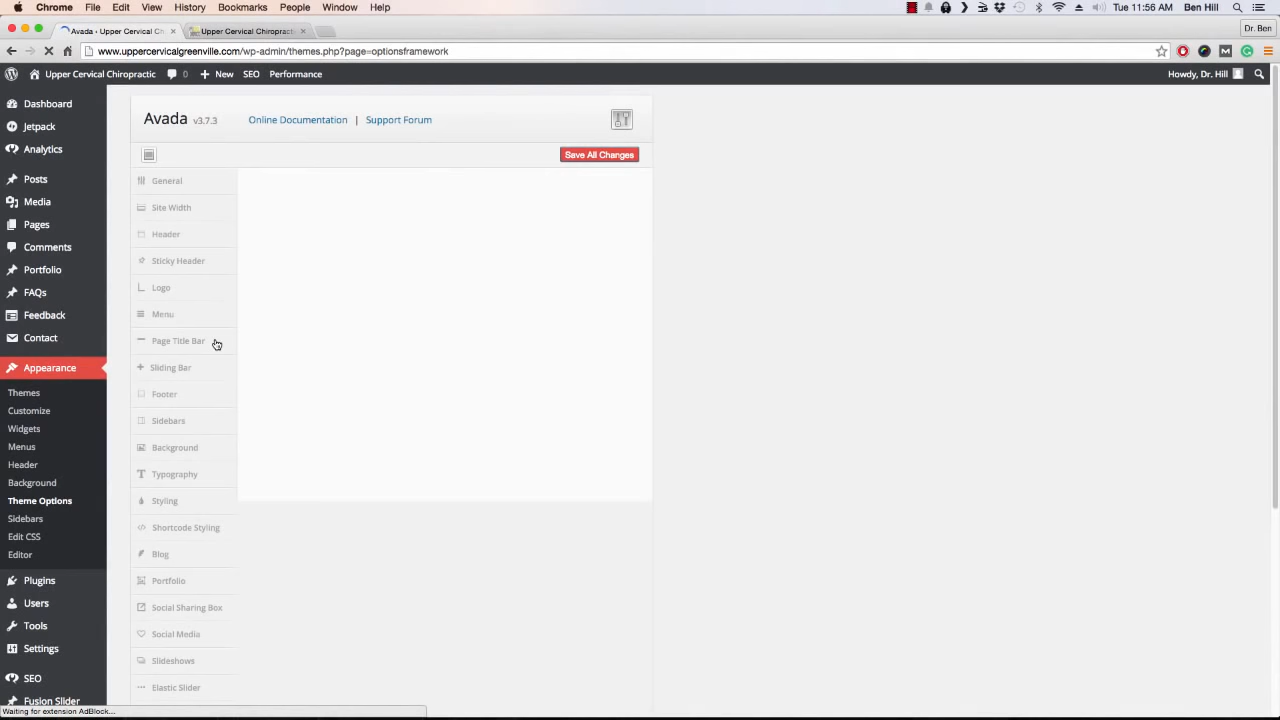 Chrome File Edit View History Bookmarks People Window Help Tue 11:56 AM Ben Hill
Avada • Upper Cervical Ch Upper Cervical Chiropractic Dr. Ben
www.uppercervicalgreenville.com/wp-admin/themes.php?page=optionsframework
Upper Cervical Chiropractic 0 New SEO Performance Howdy, Dr. Hill
Dashboard
Jetpack
Analytics
Posts
Media
Pages
Comments
Portfolio
FAQs
Feedback
Contact
Appearance
Themes
Customize
Widgets
Menus
Header
Background
Theme Options
Sidebars
Edit CSS
Editor
Plugins
Users
Tools
Settings
SEO
Fusion Slider
Avada v3.7.3 Online Documentation | Support Forum
Save All Changes
General
Site Width
Header
Sticky Header
Logo
Menu
Page Title Bar
Sliding Bar
Footer
Sidebars
Background
Typography
Styling
Shortcode Styling
Blog
Portfolio
Social Sharing Box
Social Media
Slideshows
Elastic Slider
Waiting for extension AdBlock...